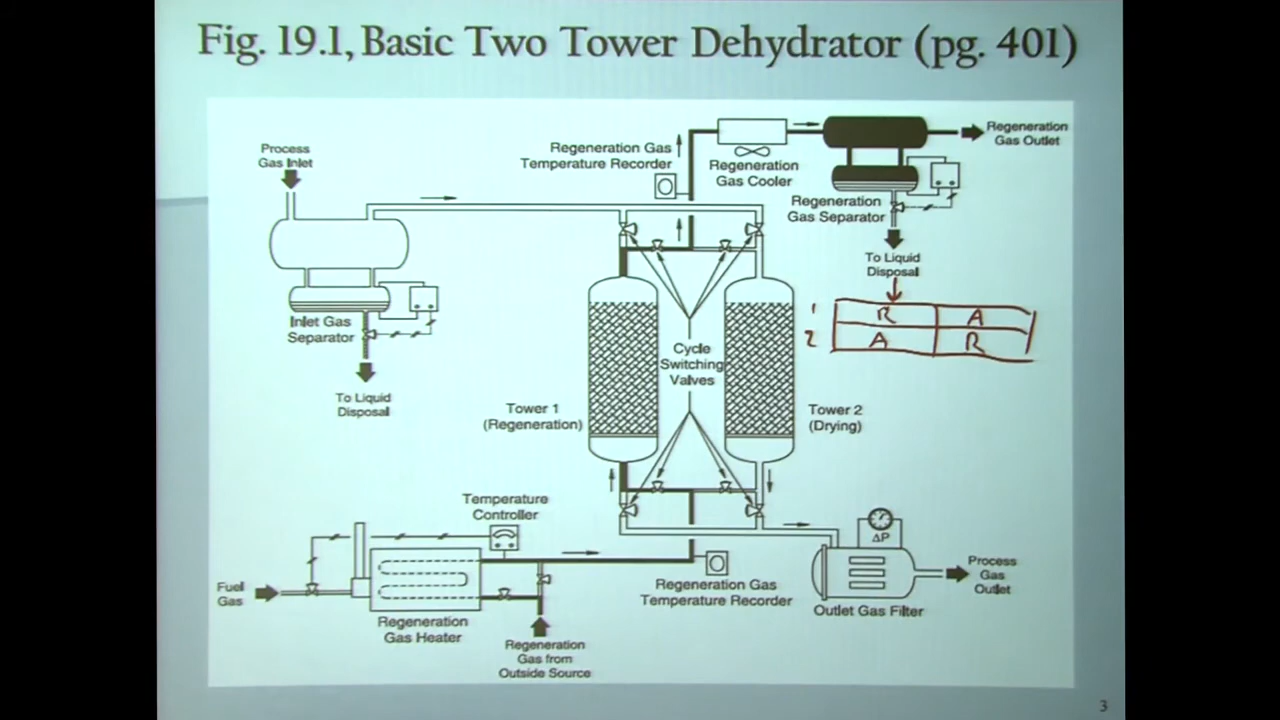 Fig. 19.1, Basic Two Tower Dehydrator (pg. 401)
Process
Gas Inlet
Regeneration Gas
Temperature Recorder
Regeneration
Gas Cooler
Regeneration
Gas Outlet
Regeneration
Gas Separator
To Liquid
Disposal
Inlet Gas
Separator
To Liquid
Disposal
1 R A
2 A R
Cycle
Switching
Valves
Tower 1
(Regeneration)
Tower 2
(Drying)
Temperature
Controller
Fuel
Gas
Regeneration
Gas Heater
Regeneration
Gas from
Outside Source
Regeneration Gas
Temperature Recorder
ΔP
Outlet Gas Filter
Process
Gas
Outlet
3